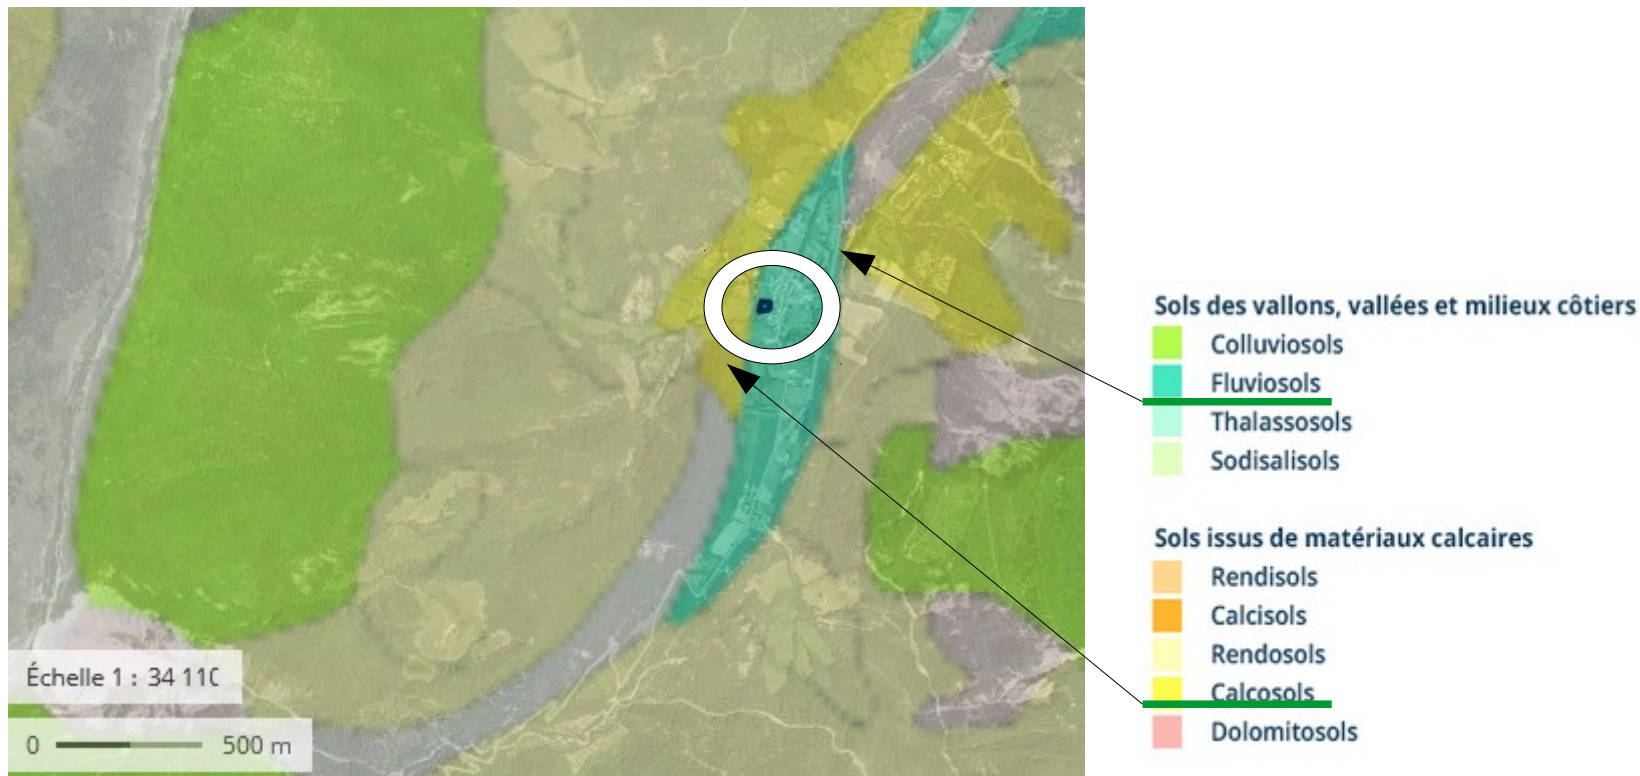 Sols des vallons, vallées et milieux côtiers
Colluviosols
Fluviosols
Thalassosols
Sodisalisols
Sols issus de matériaux calcaires
Rendisols
Calcisols
Rendosols
Calcosols
Dolomitosols
Échelle 1 : 34 110
0 500 m